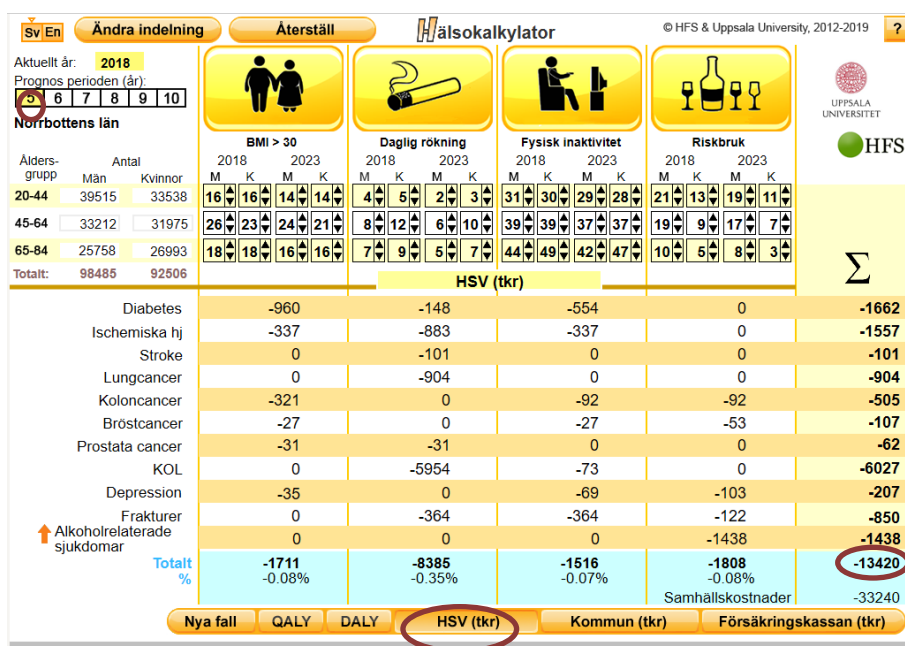 Sv En Ändra indelning Återställ Hälsokalkylator © HFS & Uppsala University, 2012-2019 ?
Aktuellt år: 2018
Prognos perioden (år):
5 6 7 8 9 10
Norrbottens län
UPPSALA
UNIVERSITET
HFS
BMI > 30 Daglig rökning Fysisk inaktivitet Riskbruk
Ålders- Antal 2018 2023 2018 2023 2018 2023 2018 2023
grupp Män Kvinnor M K M K M K M K M K M K M K M K
20-44 39515 33538 16 16 14 14 4 5 2 3 31 30 29 28 21 13 19 11
45-64 33212 31975 26 23 24 21 8 12 6 10 39 39 37 37 19 9 17 7
65-84 25758 26993 18 18 16 16 7 9 5 7 44 49 42 47 10 5 8 3
Totalt: 98485 92506
HSV (tkr) Σ
Diabetes -960 -148 -554 0 -1662
Ischemiska hj -337 -883 -337 0 -1557
Stroke 0 -101 0 0 -101
Lungcancer 0 -904 0 0 -904
Koloncancer -321 0 -92 -92 -505
Bröstcancer -27 0 -27 -53 -107
Prostata cancer -31 -31 0 0 -62
KOL 0 -5954 -73 0 -6027
Depression -35 0 -69 -103 -207
Frakturer 0 -364 -364 -122 -850
Alkoholrelaterade
sjukdomar 0 0 0 -1438 -1438
Totalt -1711 -8385 -1516 -1808 -13420
% -0.08% -0.35% -0.07% -0.08%
Samhällskostnader -33240
Nya fall QALY DALY HSV (tkr) Kommun (tkr) Försäkringskassan (tkr)